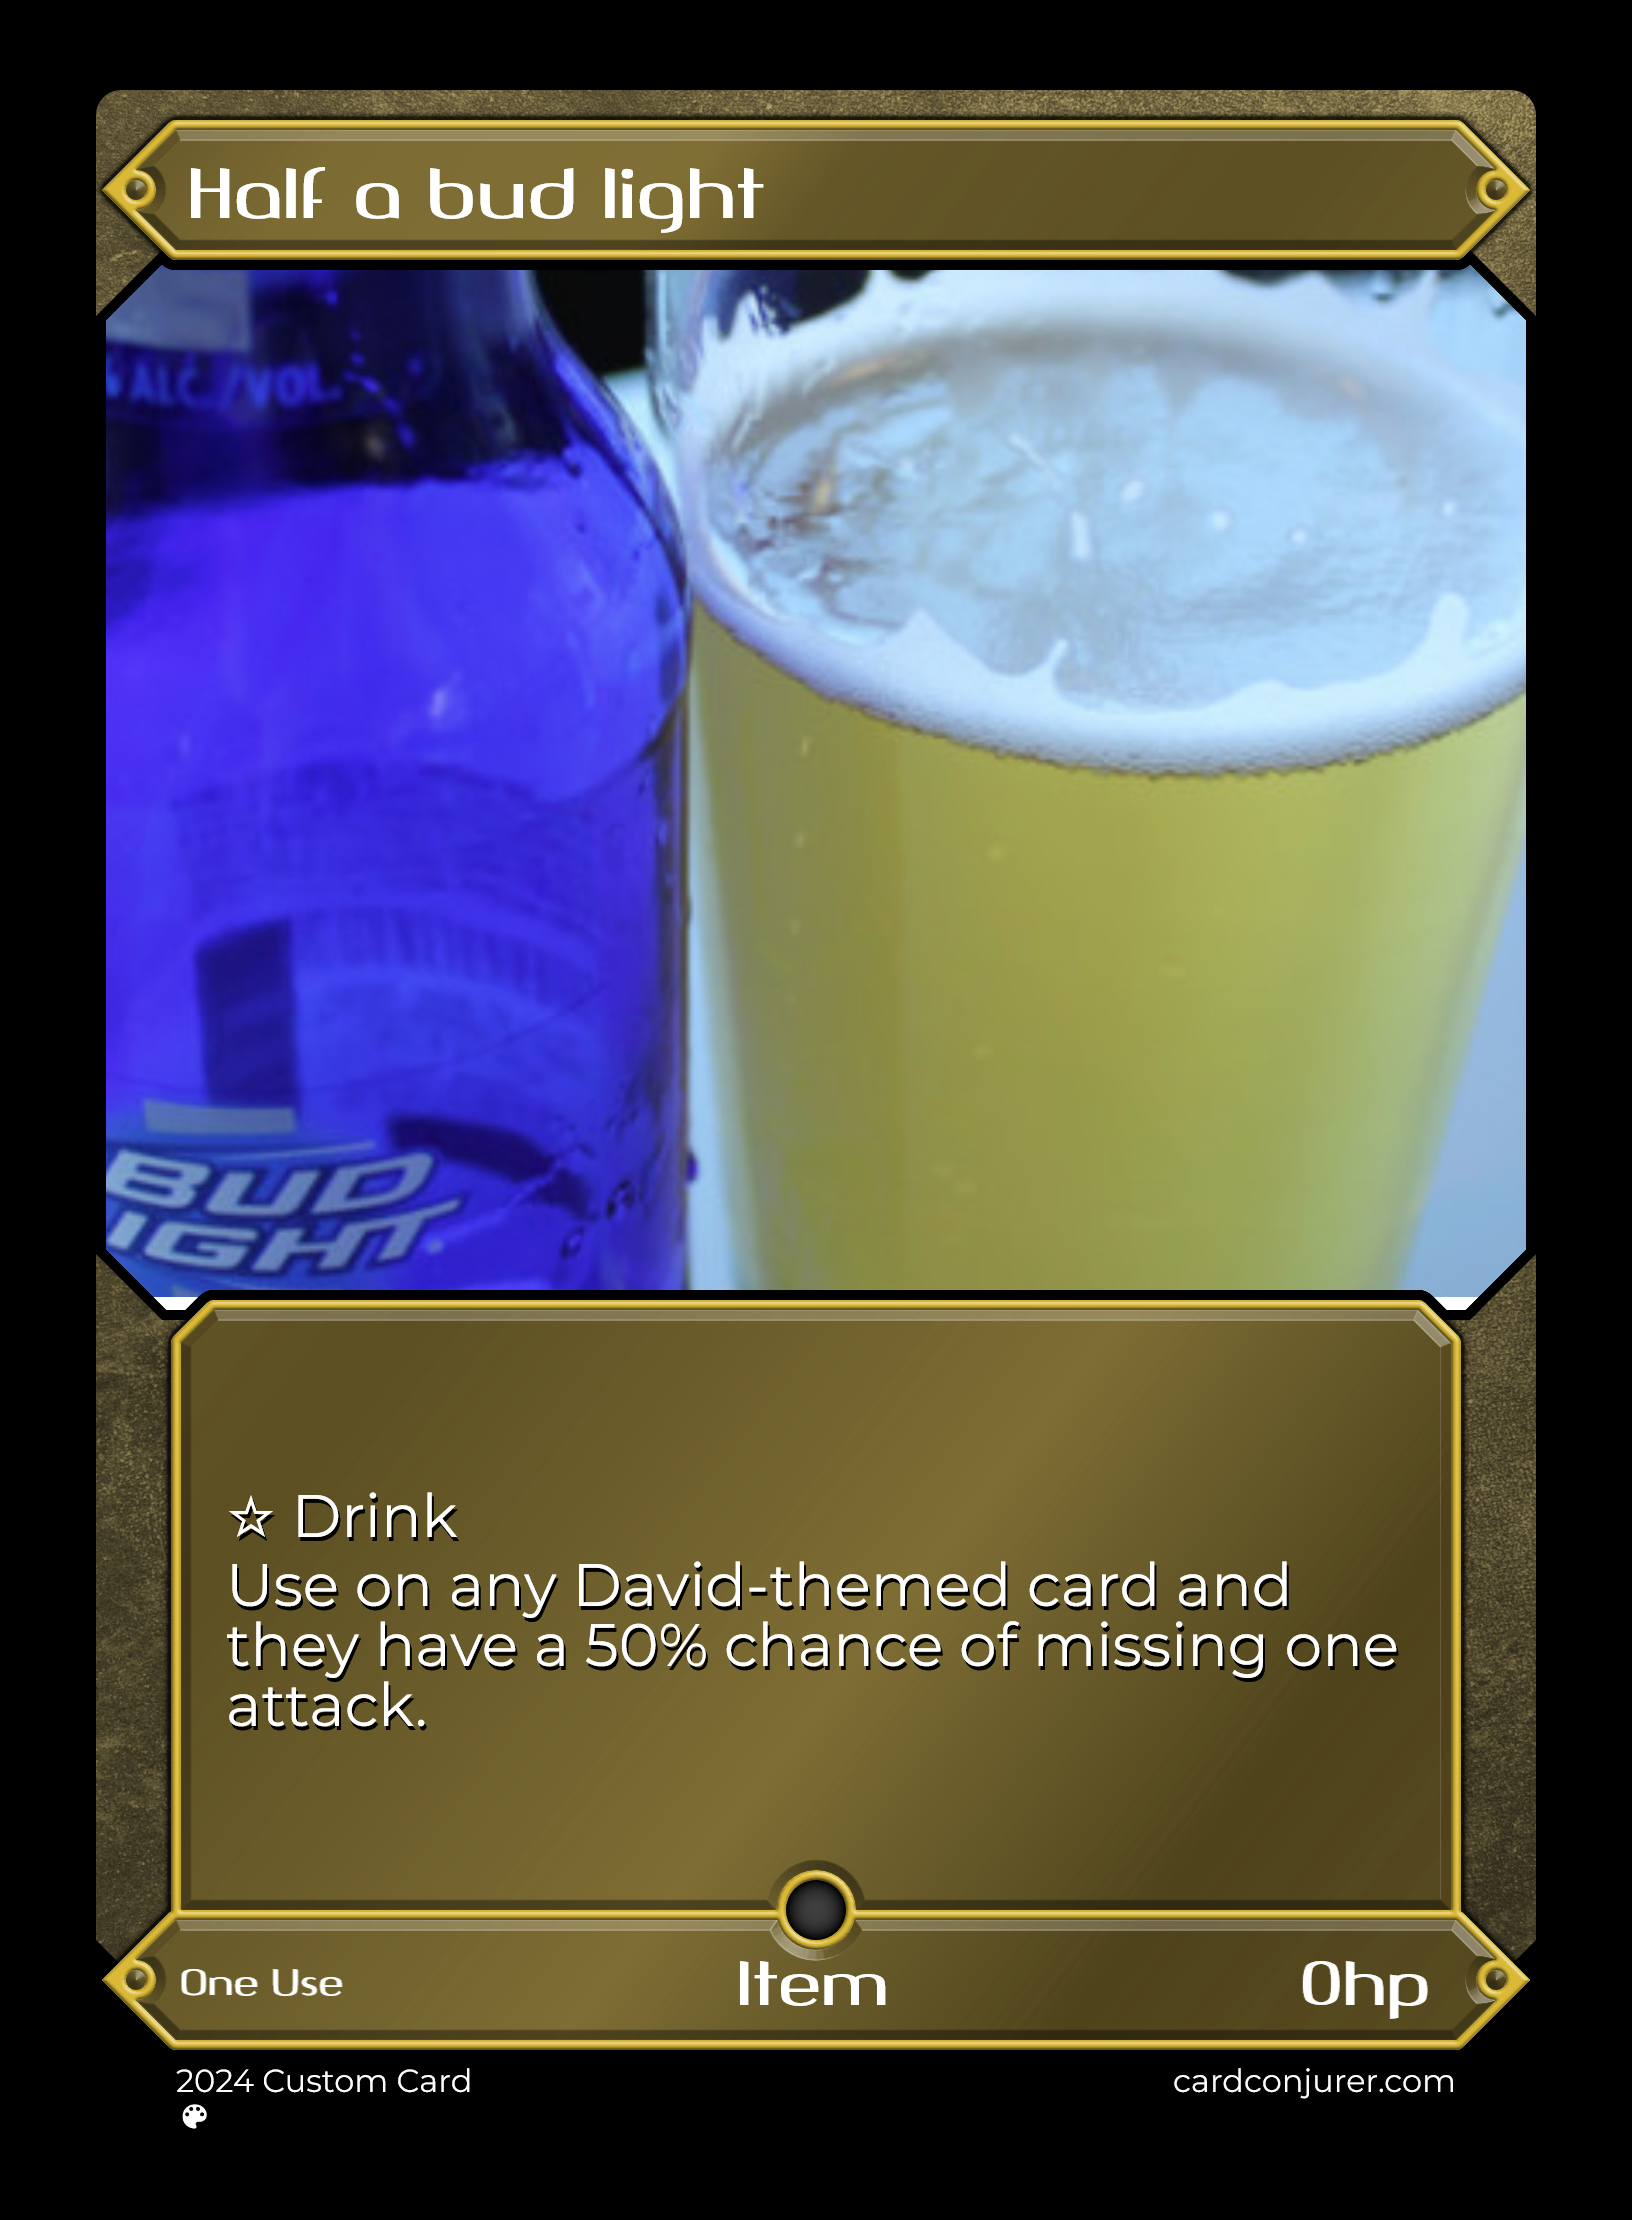 Half a bud light
% ALC./VOL.
BUD
IGHT.
☆ Drink
Use on any David-themed card and
they have a 50% chance of missing one
attack.
One Use
Item
0hp
2024 Custom Card
cardconjurer.com